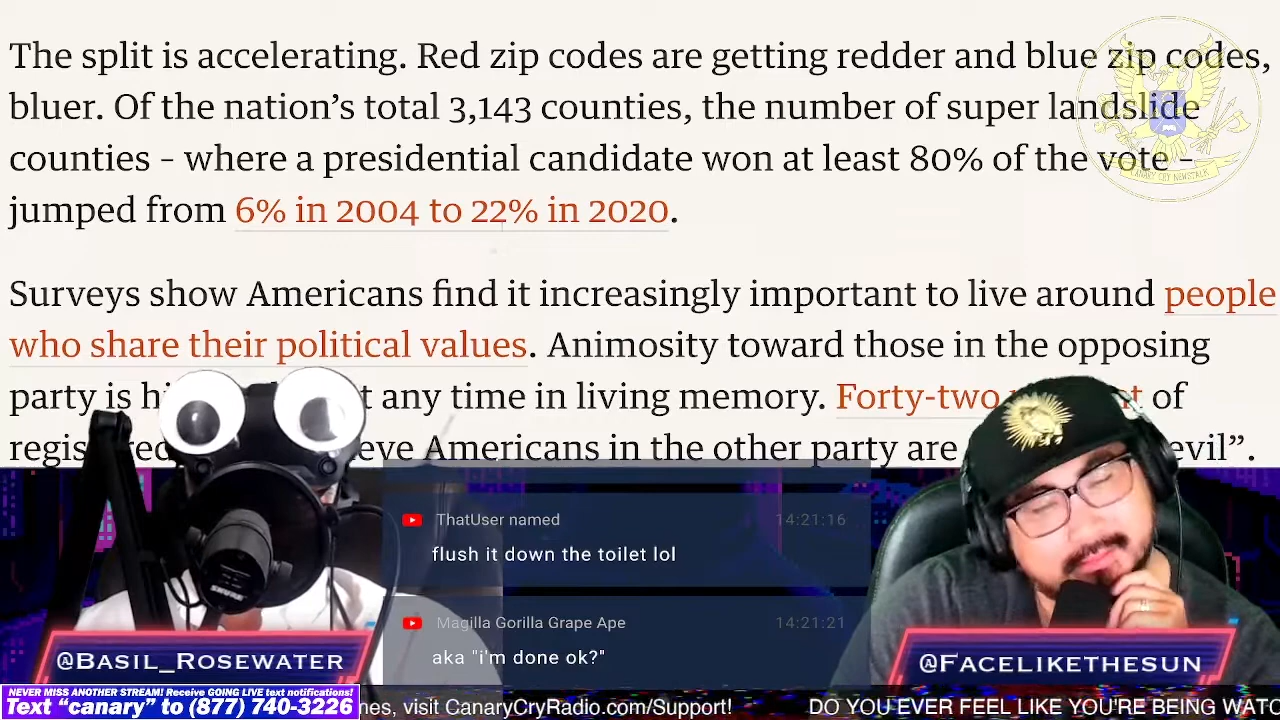 The split is accelerating. Red zip codes are getting redder and blue zip codes,
bluer. Of the nation’s total 3,143 counties, the number of super landslide
counties – where a presidential candidate won at least 80% of the vote –
jumped from 6% in 2004 to 22% in 2020.
Surveys show Americans find it increasingly important to live around people
who share their political values. Animosity toward those in the opposing
party is any time in living memory. Forty-two of
Americans in the other party are evil”.
CANARY CRY NEWSTALK
ThatUser named 14:21:16
flush it down the toilet lol
Magilla Gorilla Grape Ape 14:21:21
aka "i'm done ok?"
SHURE
@BASIL_ROSEWATER
@FACELIKETHESUN
NEVER MISS ANOTHER STREAM! Receive GOING LIVE text notifications!
Text “canary” to (877) 740-3226
visit CanaryCryRadio.com/Support! DO YOU EVER FEEL LIKE YOU'RE BEING